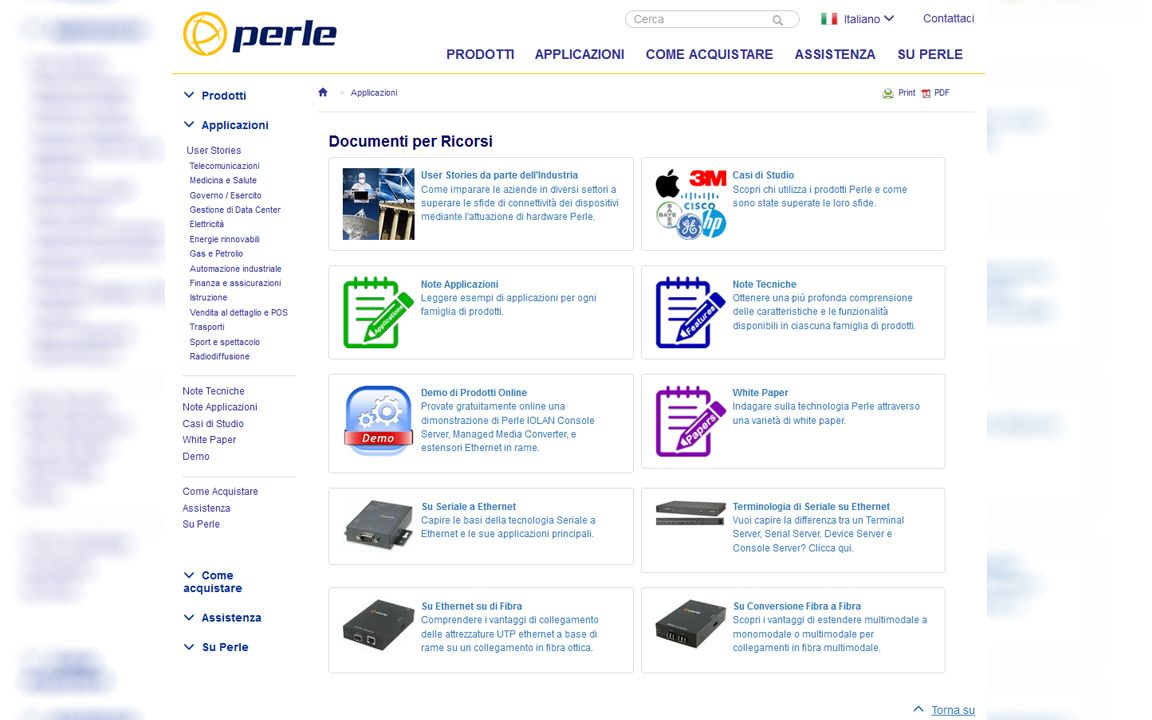 perle
Cerca
Italiano
Contattaci
PRODOTTI APPLICAZIONI COME ACQUISTARE ASSISTENZA SU PERLE
Prodotti
Applicazioni
User Stories
Telecomunicazioni
Medicina e Salute
Governo / Esercito
Gestione di Data Center
Elettricità
Energie rinnovabili
Gas e Petrolio
Automazione industriale
Finanza e assicurazioni
Istruzione
Vendita al dettaglio e POS
Trasporti
Sport e spettacolo
Radiodiffusione
Note Tecniche
Note Applicazioni
Casi di Studio
White Paper
Demo
Come Acquistare
Assistenza
Su Perle
Come
acquistare
Assistenza
Su Perle
> Applicazioni
Print PDF
Documenti per Ricorsi
User Stories da parte dell'Industria
Come imparare le aziende in diversi settori a
superare le sfide di connettività dei dispositivi
mediante l'attuazione di hardware Perle.
3M
CISCO
BAYER
GE
hp
Casi di Studio
Scopri chi utilizza i prodotti Perle e come
sono state superate le loro sfide.
Applications
Note Applicazioni
Leggere esempi di applicazioni per ogni
famiglia di prodotti.
Features
Note Tecniche
Ottenere una più profonda comprensione
delle caratteristiche e le funzionalità
disponibili in ciascuna famiglia di prodotti.
Demo
Demo di Prodotti Online
Provate gratuitamente online una
dimonstrazione di Perle IOLAN Console
Server, Managed Media Converter, e
estensori Ethernet in rame.
Papers
White Paper
Indagare sulla technologia Perle attraverso
una varietà di white paper.
Su Seriale a Ethernet
Capire le basi della tecnologia Seriale a
Ethernet e le sue applicazioni principali.
Terminologia di Seriale su Ethernet
Vuoi capire la differenza tra un Terminal
Server, Serial Server, Device Server e
Console Server? Clicca qui.
Su Ethernet su di Fibra
Comprendere i vantaggi di collegamento
delle attrezzature UTP ethernet a base di
rame su un collegamento in fibra ottica.
Su Conversione Fibra a Fibra
Scopri i vantaggi di estendere multimodale a
monomodale o multimodale per
collegamenti in fibra multimodale.
Torna su